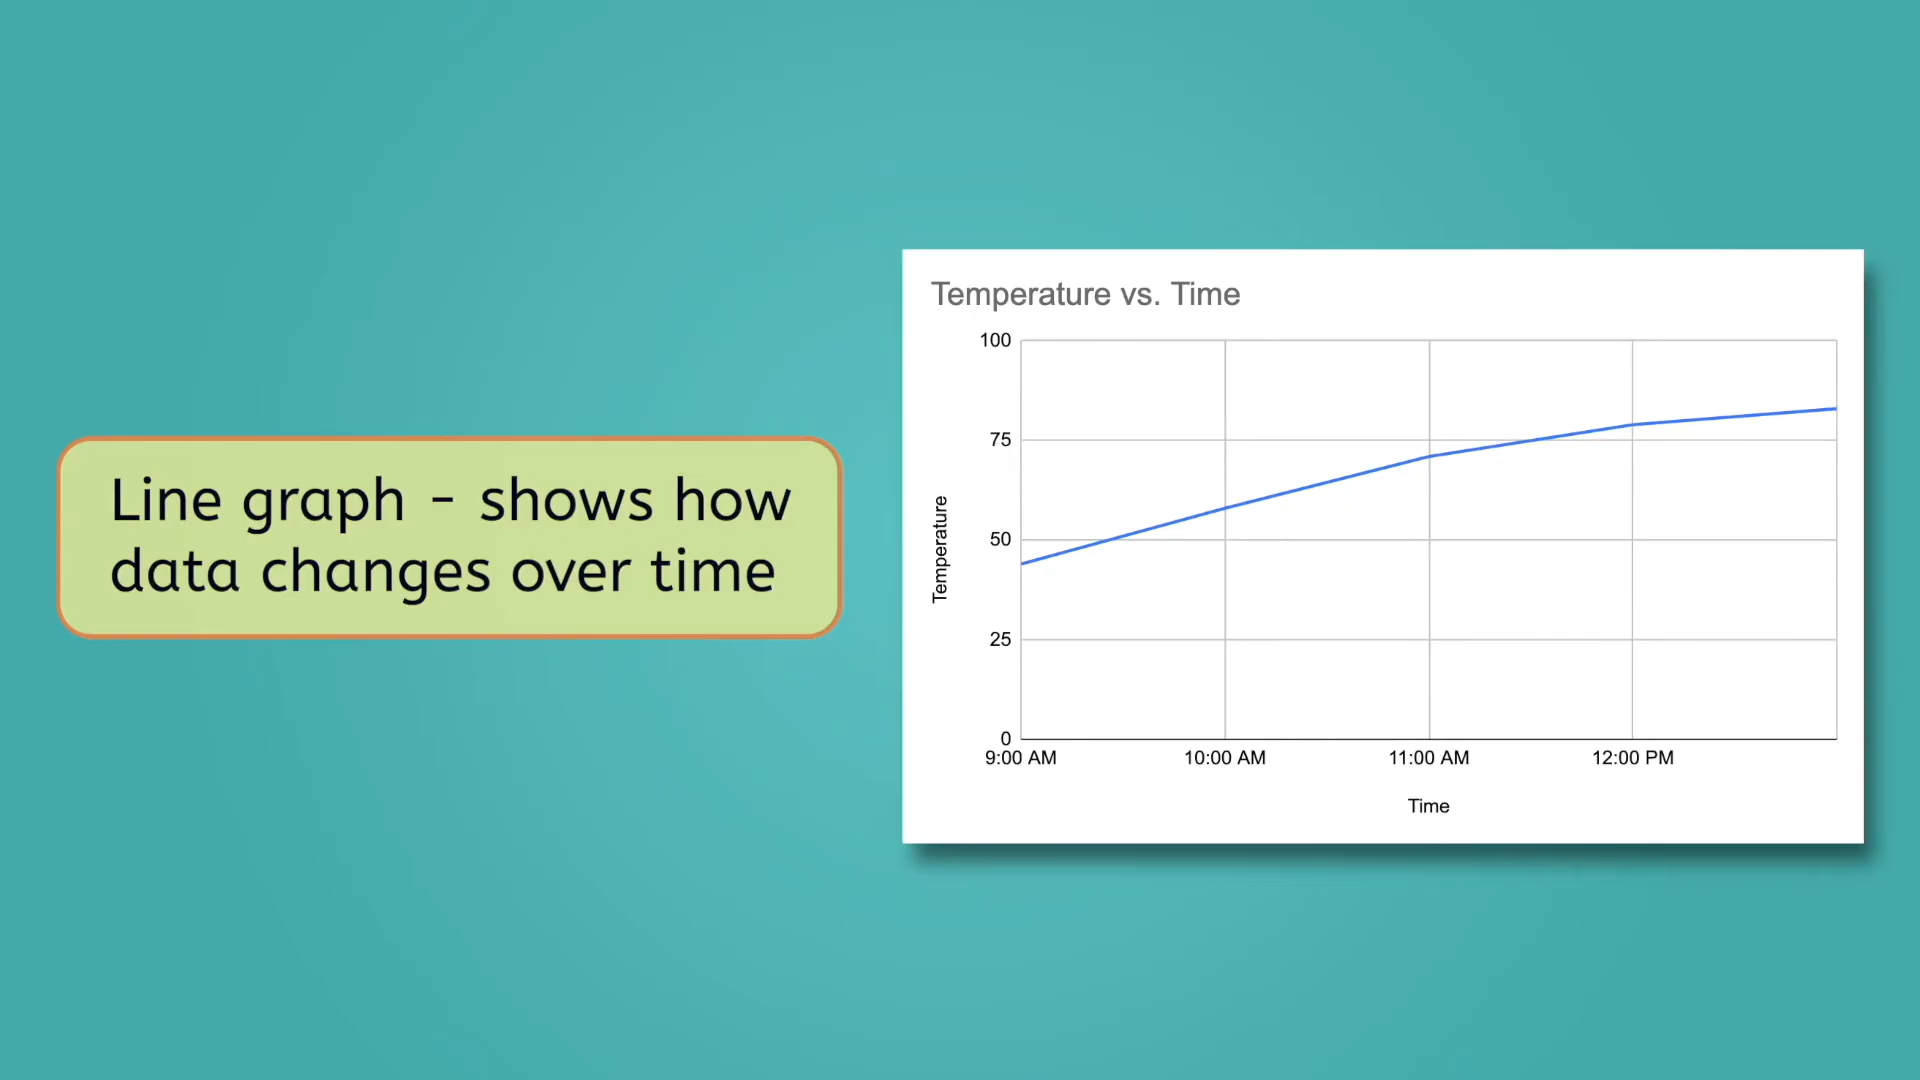 Line graph - shows how
data changes over time
Temperature vs. Time
100
75
50
25
0
Temperature
9:00 AM
10:00 AM
11:00 AM
12:00 PM
Time